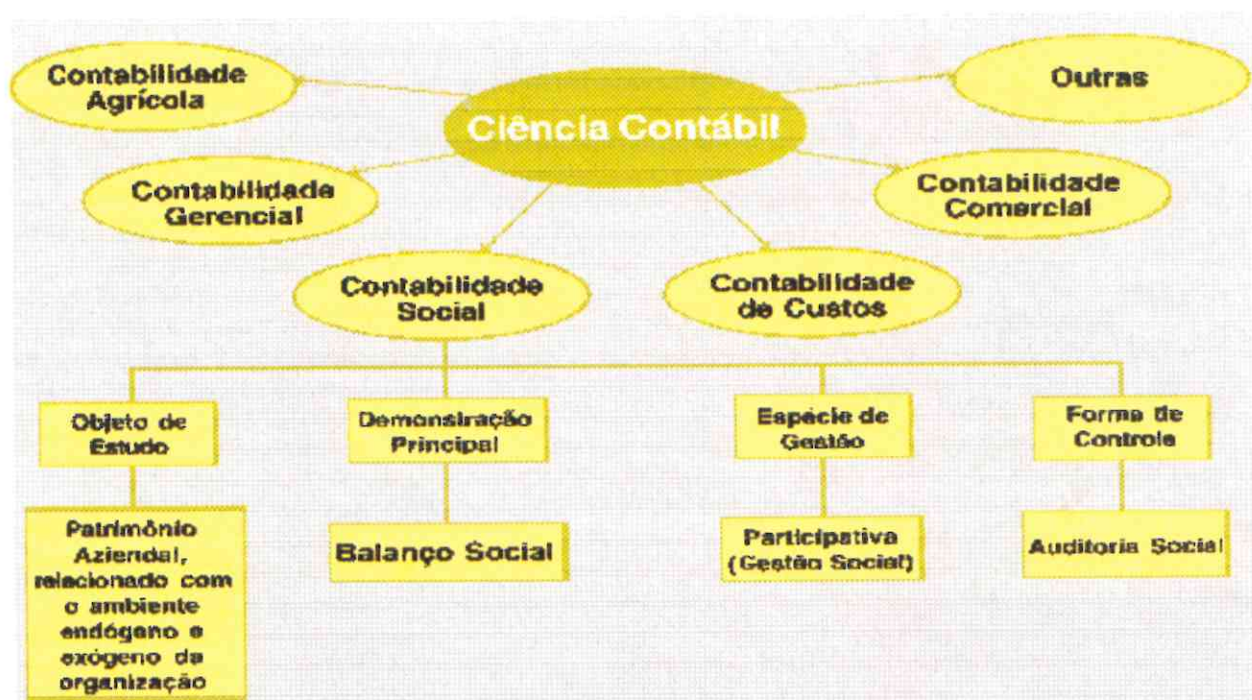 Ciência Contábil
Contabilidade
Agrícola
Outras
Contabilidade
Gerencial
Contabilidade
Comercial
Contabilidade
Social
Contabilidade
de Custos
Objeto de
Estudo
Demonstração
Principal
Espécie de
Gestão
Forma de
Controle
Patrimônio
Aziendal,
relacionado com
o ambiente
endógeno e
exógeno da
organização
Balanço Social
Participativa
(Gestão Social)
Auditoria Social